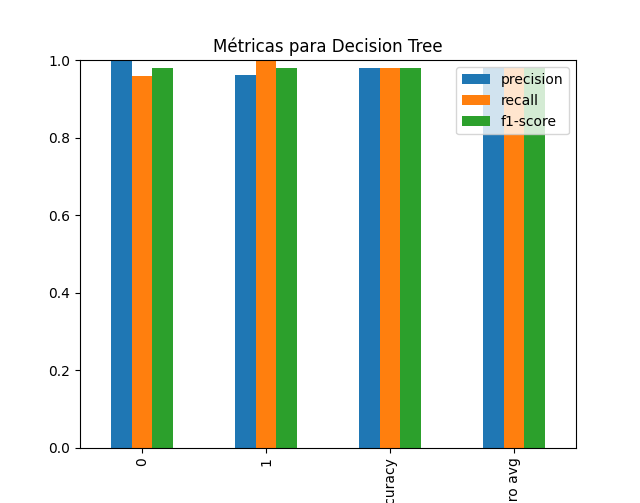 Métricas para Decision Tree
precision
recall
f1-score
1.0
0.8
0.6
0.4
0.2
0.0
0
1
curacy
ro avg